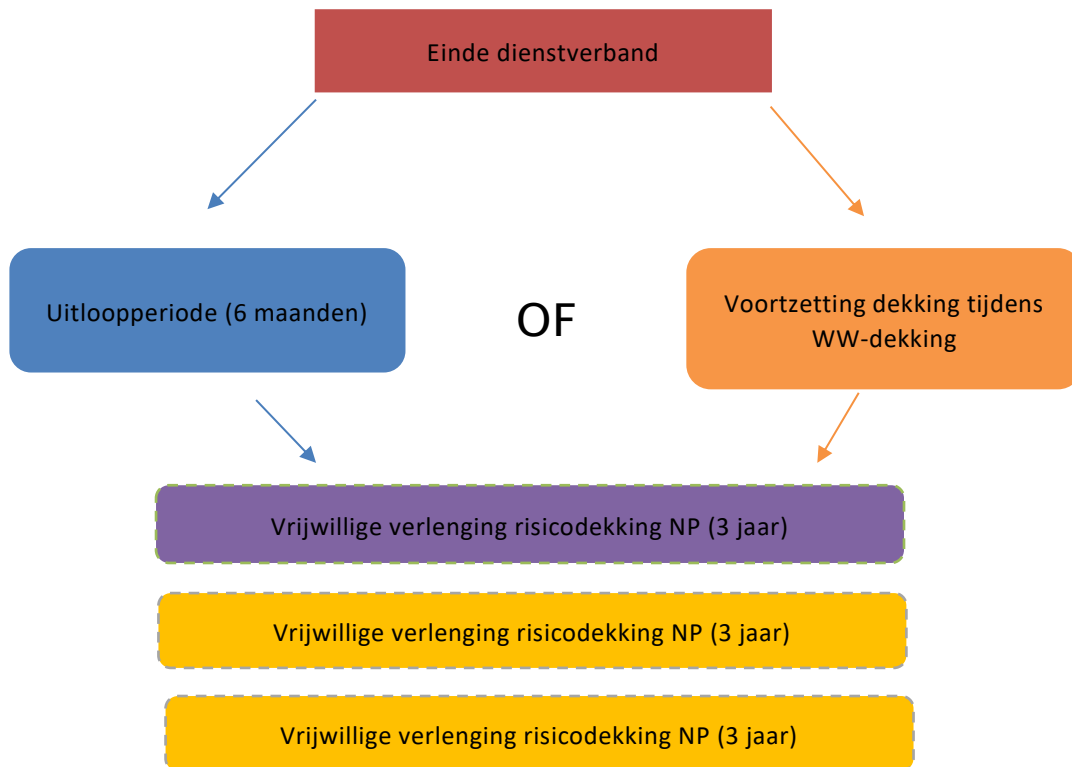 Einde dienstverband
Uitloopperiode (6 maanden)
OF
Voortzetting dekking tijdens
WW-dekking
Vrijwillige verlenging risicodekking NP (3 jaar)
Vrijwillige verlenging risicodekking NP (3 jaar)
Vrijwillige verlenging risicodekking NP (3 jaar)